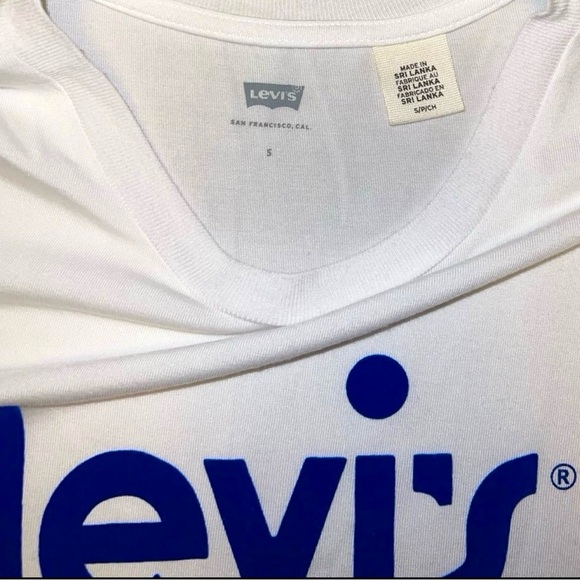 Levi's
SAN FRANCISCO, CAL.
S
MADE IN
SRI LANKA
FABRIQUE AU
SRI LANKA
FABRICADO EN
SRI LANKA
S/P/CH
levi's®